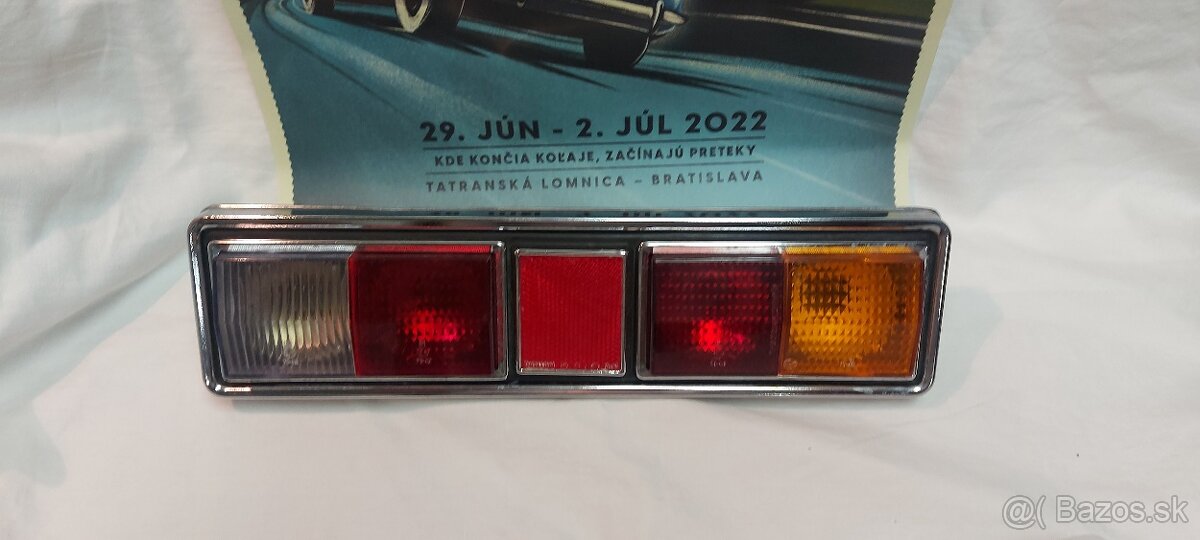 29. JÚN - 2. JÚL 2022
KDE KONČIA KOĽAJE, ZAČÍNAJÚ PRETEKY
TATRANSKÁ LOMNICA – BRATISLAVA
@( Bazos.sk